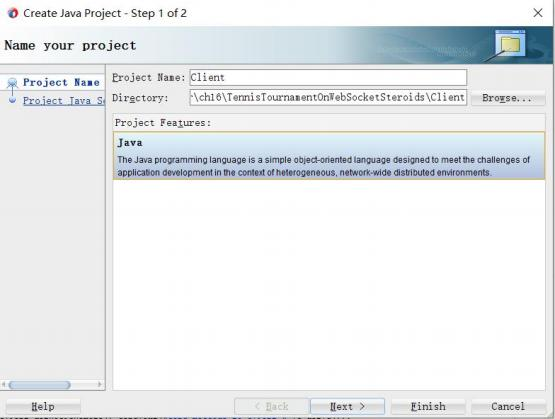 Create Java Project - Step 1 of 2
Name your project
Project Name
Project Java Se
Project Name: Client
Directory: \ch16\TennisTournamentOnWebSocketSteroids\Client Browse...
Project Features:
Java
The Java programming language is a simple object-oriented language designed to meet the challenges of
application development in the context of heterogeneous, network-wide distributed environments.
Help < Back Next > Finish Cancel